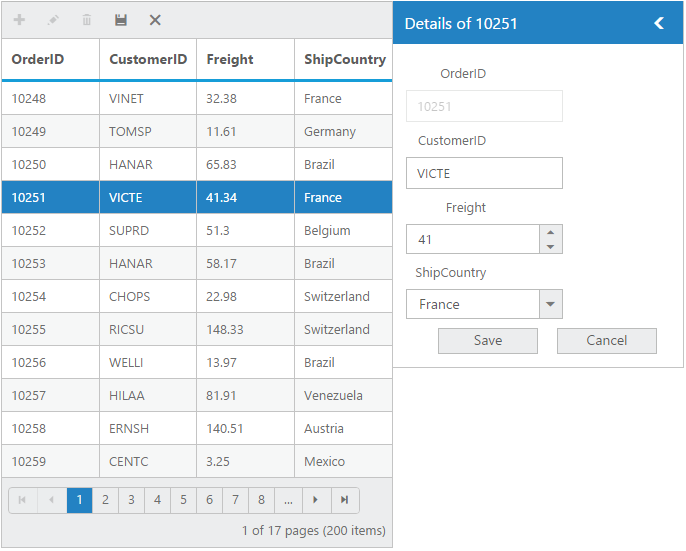 OrderID CustomerID Freight ShipCountry
10248 VINET 32.38 France
10249 TOMSP 11.61 Germany
10250 HANAR 65.83 Brazil
10251 VICTE 41.34 France
10252 SUPRD 51.3 Belgium
10253 HANAR 58.17 Brazil
10254 CHOPS 22.98 Switzerland
10255 RICSU 148.33 Switzerland
10256 WELLI 13.97 Brazil
10257 HILAA 81.91 Venezuela
10258 ERNSH 140.51 Austria
10259 CENTC 3.25 Mexico
1 2 3 4 5 6 7 8 ...
1 of 17 pages (200 items)
Details of 10251
OrderID
10251
CustomerID
VICTE
Freight
41
ShipCountry
France
Save Cancel